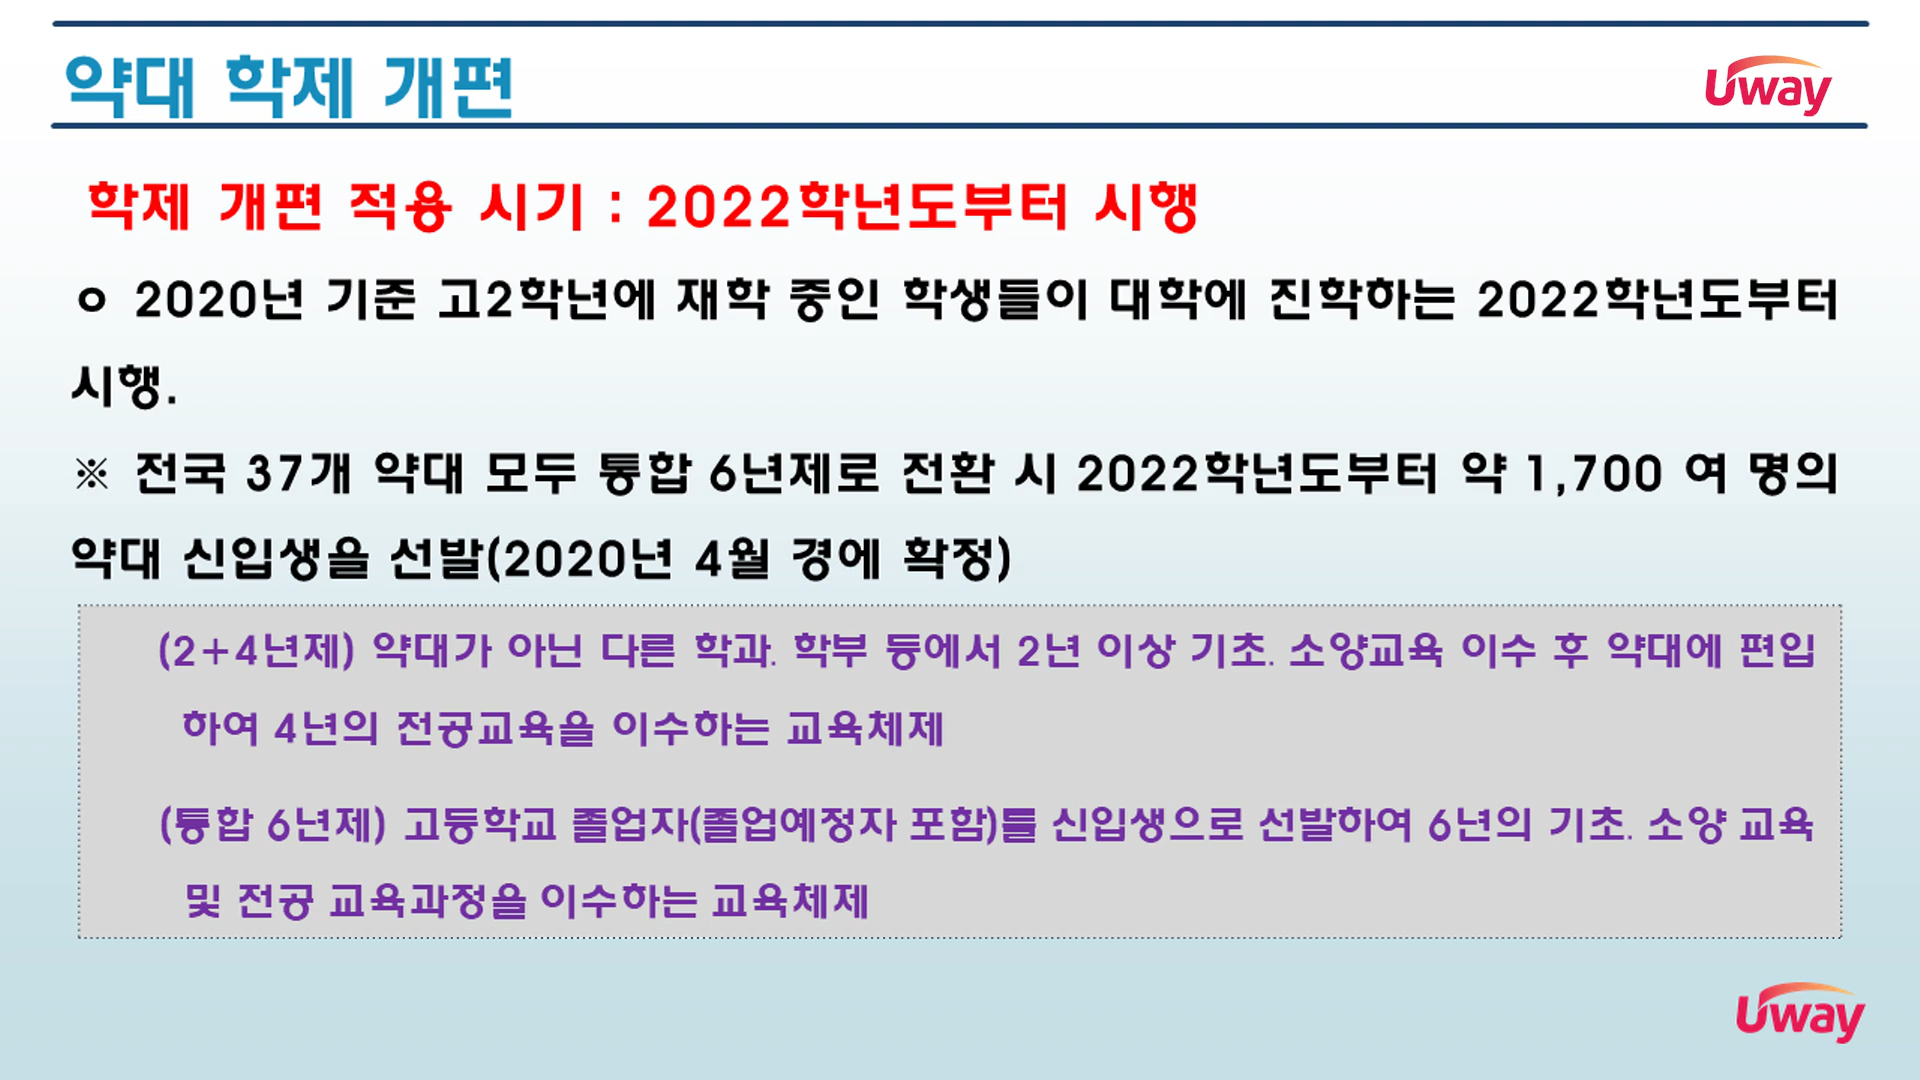 약대 학제 개편
Uway
학제 개편 적용 시기 : 2022학년도부터 시행
ㅇ 2020년 기준 고2학년에 재학 중인 학생들이 대학에 진학하는 2022학년도부터
시행.
※ 전국 37개 약대 모두 통합 6년제로 전환 시 2022학년도부터 약 1,700 여 명의
약대 신입생을 선발(2020년 4월 경에 확정)
(2+4년제) 약대가 아닌 다른 학과. 학부 등에서 2년 이상 기초. 소양교육 이수 후 약대에 편입
하여 4년의 전공교육을 이수하는 교육체제
(통합 6년제) 고등학교 졸업자(졸업예정자 포함)를 신입생으로 선발하여 6년의 기초. 소양 교육
및 전공 교육과정을 이수하는 교육체제
Uway